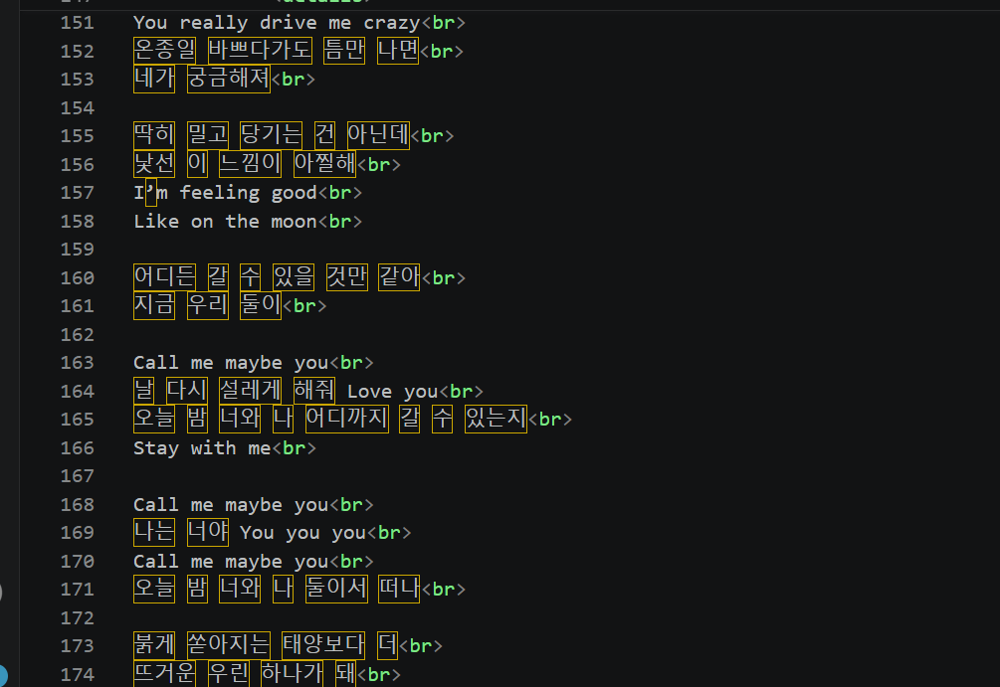 151 You really drive me crazy<br>
152 온종일 바쁘다가도 틈만 나면<br>
153 네가 궁금해져<br>
154
155 딱히 밀고 당기는 건 아닌데<br>
156 낯선 이 느낌이 아찔해<br>
157 I’m feeling good<br>
158 Like on the moon<br>
159
160 어디든 갈 수 있을 것만 같아<br>
161 지금 우리 둘이<br>
162
163 Call me maybe you<br>
164 날 다시 설레게 해줘 Love you<br>
165 오늘 밤 너와 나 어디까지 갈 수 있는지<br>
166 Stay with me<br>
167
168 Call me maybe you<br>
169 나는 너야 You you you<br>
170 Call me maybe you<br>
171 오늘 밤 너와 나 둘이서 떠나<br>
172
173 붉게 쏟아지는 태양보다 더<br>
174 뜨거운 우린 하나가 돼<br>